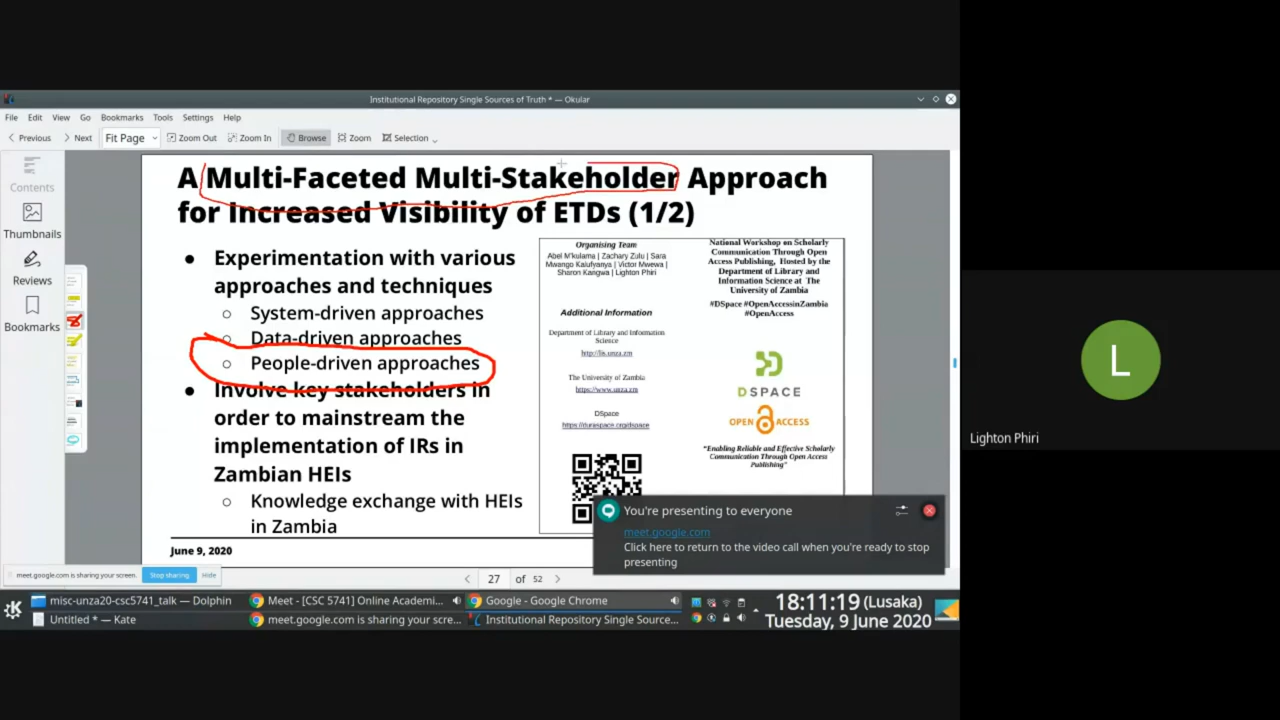 Institutional Repository Single Sources of Truth * — Okular
File Edit View Go Bookmarks Tools Settings Help
Previous Next Fit Page Zoom Out Zoom In Browse Zoom Selection
Contents
Thumbnails
Reviews
Bookmarks
A Multi-Faceted Multi-Stakeholder Approach
for Increased Visibility of ETDs (1/2)
● Experimentation with various
approaches and techniques
○ System-driven approaches
○ Data-driven approaches
○ People-driven approaches
● Involve key stakeholders in
order to mainstream the
implementation of IRs in
Zambian HEIs
○ Knowledge exchange with HEIs
in Zambia
Organising Team
Abel M'kulama | Zachary Zulu | Sara
Mwango Kalufyanya | Victor Mwewa |
Sharon Kangwa | Lighton Phiri
Additional Information
Department of Library and Information
Science
http://lis.unza.zm
The University of Zambia
https://www.unza.zm
DSpace
https://duraspace.org/dspace
National Workshop on Scholarly
Communication Through Open
Access Publishing, Hosted by the
Department of Library and
Information Science at The
University of Zambia
#DSpace #OpenAccessinZambia
#OpenAccess
DSPACE
OPEN ACCESS
"Enabling Reliable and Effective Scholarly
Communication Through Open Access
Publishing"
June 9, 2020
You're presenting to everyone
meet.google.com
Click here to return to the video call when you're ready to stop
presenting
meet.google.com is sharing your screen. Stop sharing Hide
27 of 52
misc-unza20-csc5741_talk — Dolphin
Meet - [CSC 5741] Online Academi...
Google - Google Chrome
Untitled * — Kate
meet.google.com is sharing your scre...
Institutional Repository Single Source...
18:11:19 (Lusaka)
Tuesday, 9 June 2020
L
Lighton Phiri